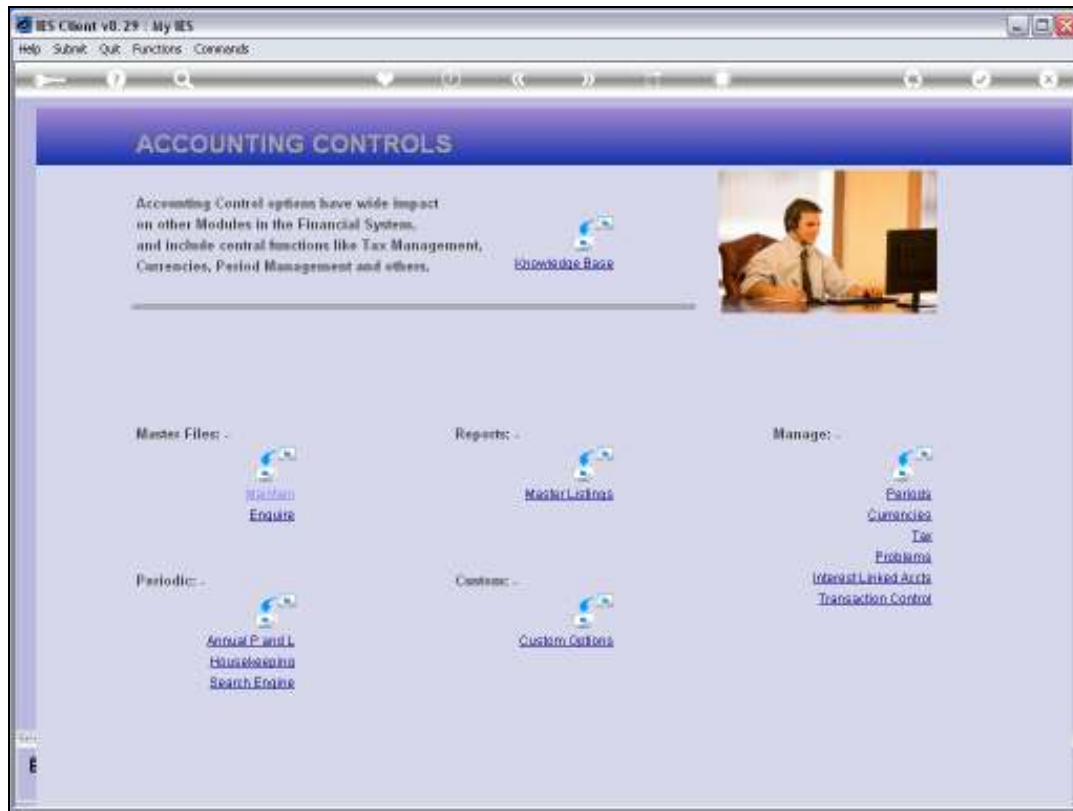 IES Client v8.29 : My IES
Help Submit Quit Functions Commands
ACCOUNTING CONTROLS
Accounting Control options have wide impact
on other Modules in the Financial System,
and include central functions like Tax Management,
Currencies, Period Management and others.
Knowledge Base
Master Files: -
Maintain
Enquire
Reports: -
Master Listings
Manage: -
Periods
Currencies
Tax
Problems
Interest Linked Accts
Transaction Control
Periodic: -
Annual P and L
Housekeeping
Search Engine
Custom: -
Custom Options